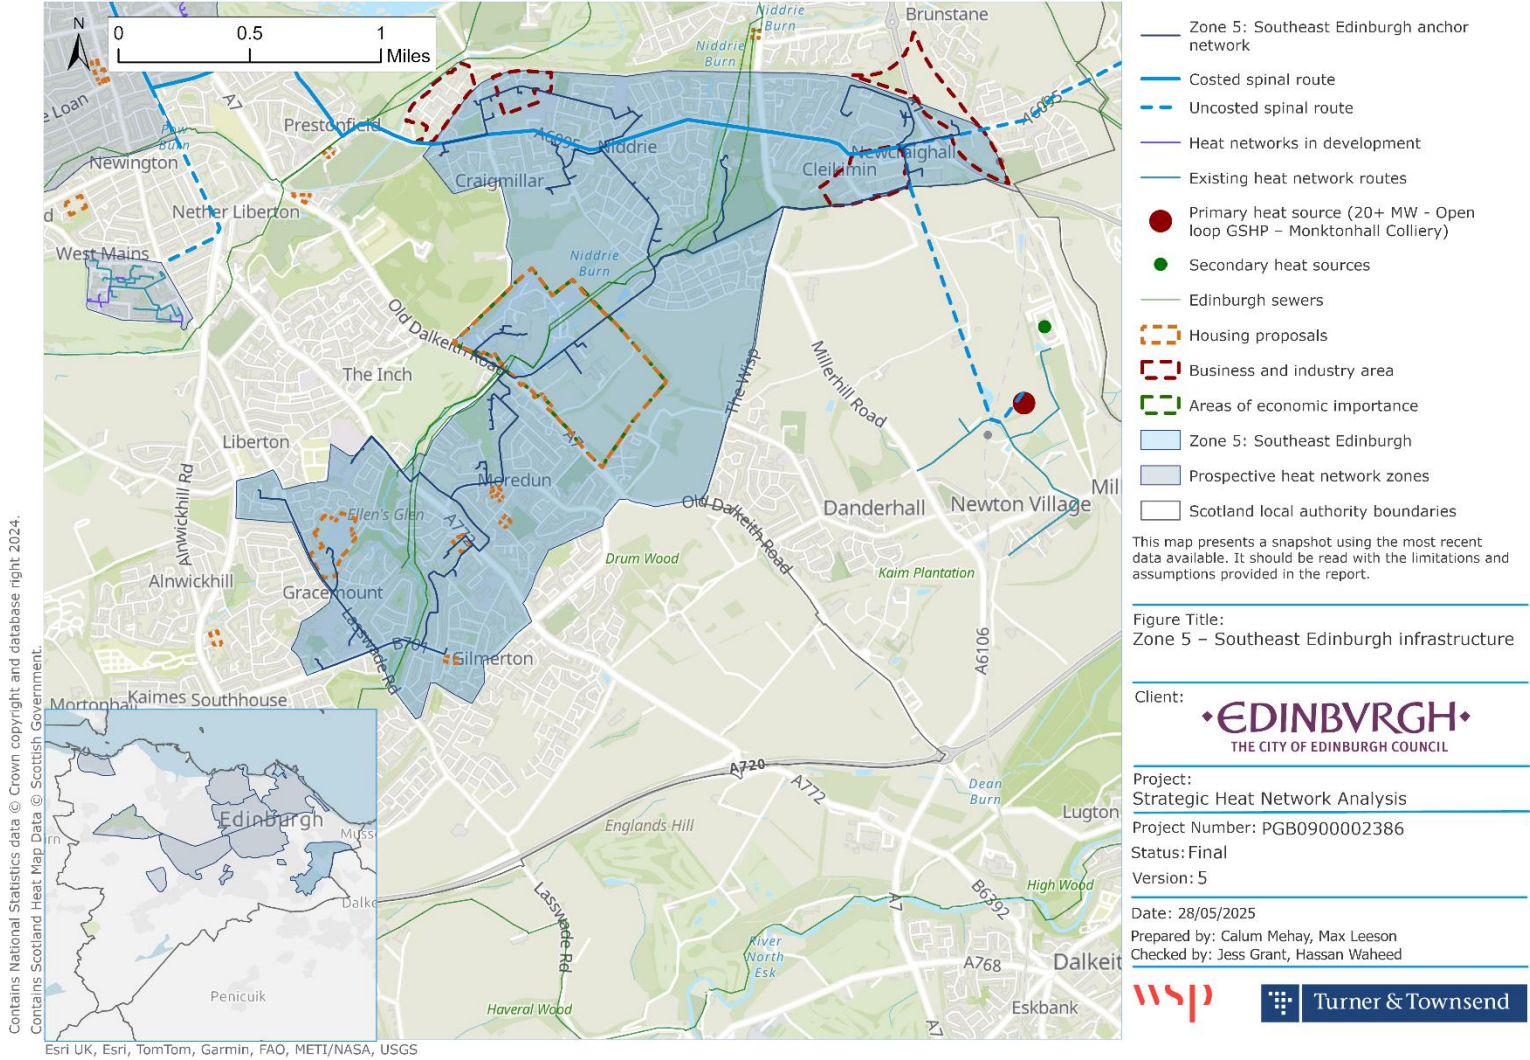 N
0 0.5 1
Miles
Niddrie
Burn
Brunstane
Niddrie
Burn
e Loan
A7
Prestonfield
A6095
Pow
Burn
Newington
A6095
Niddrie
Newcraighall
Cleikimin
Craigmillar
d
Nether Liberton
West Mains
Niddrie
Burn
Old Dalkeith Road
The Inch
The Wisp
Millerhill Road
Liberton
A7
Alnwickhill Rd
Moredun
Ellen's Glen
A772
Old Dalkeith Road
Danderhall
Newton Village
Mil
Drum Wood
Kaim Plantation
Alnwickhill
Gracemount
Lasswade Rd
B701
Gilmerton
A6106
Mortonhall
Kaimes Southhouse
A720
A772
Dean
Burn
Lugton
Englands Hill
Edinburgh
Muss
rn
Dalke
Penicuik
Lasswade Rd
High Wood
B6392
A7
River
North
Esk
A768
Dalkeit
Haveral Wood
Eskbank
A7
Contains National Statistics data © Crown copyright and database right 2024.
Contains Scotland Heat Map Data © Scottish Government.
Esri UK, Esri, TomTom, Garmin, FAO, METI/NASA, USGS
Zone 5: Southeast Edinburgh anchor
network
Costed spinal route
Uncosted spinal route
Heat networks in development
Existing heat network routes
Primary heat source (20+ MW - Open
loop GSHP – Monktonhall Colliery)
Secondary heat sources
Edinburgh sewers
Housing proposals
Business and industry area
Areas of economic importance
Zone 5: Southeast Edinburgh
Prospective heat network zones
Scotland local authority boundaries
This map presents a snapshot using the most recent
data available. It should be read with the limitations and
assumptions provided in the report.
Figure Title:
Zone 5 – Southeast Edinburgh infrastructure
Client:
•EDINBVRGH•
THE CITY OF EDINBURGH COUNCIL
Project:
Strategic Heat Network Analysis
Project Number: PGB0900002386
Status: Final
Version: 5
Date: 28/05/2025
Prepared by: Calum Mehay, Max Leeson
Checked by: Jess Grant, Hassan Waheed
wsp
Turner & Townsend